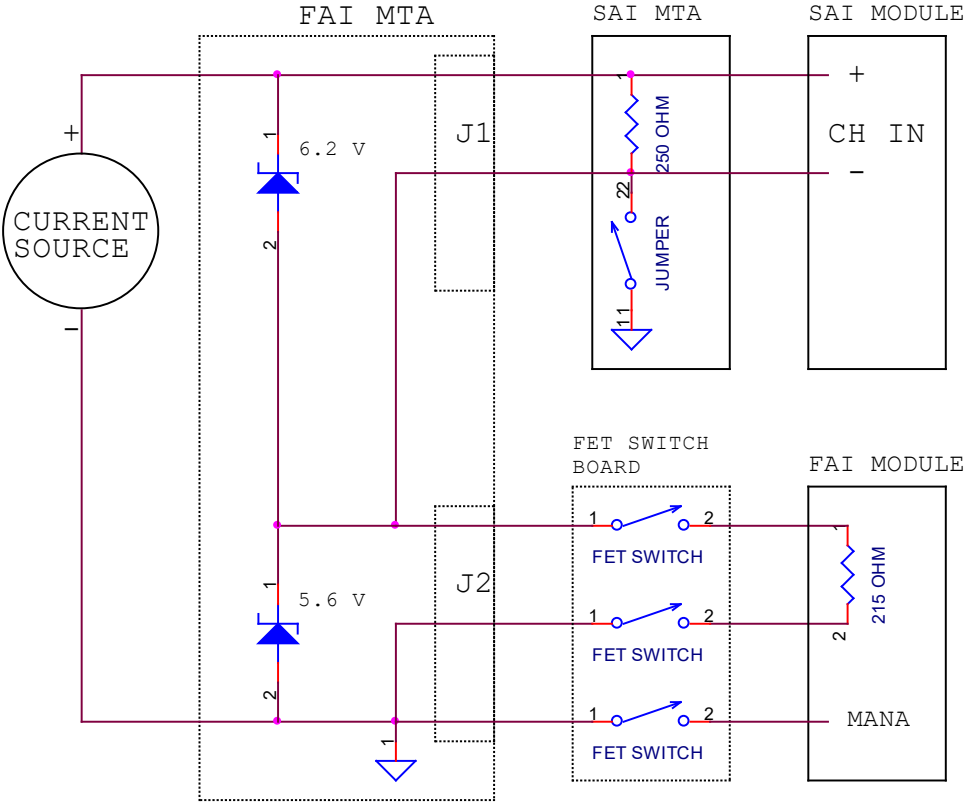 FAI MTA
SAI MTA
SAI MODULE
+
J1
6.2 V
1
2
CURRENT
SOURCE
+
-
1
250 OHM
22
JUMPER
11
CH IN
-
FET SWITCH
BOARD
FAI MODULE
1
5.6 V
2
J2
1
1
2
FET SWITCH
1
2
FET SWITCH
1
2
FET SWITCH
1
215 OHM
2
MANA